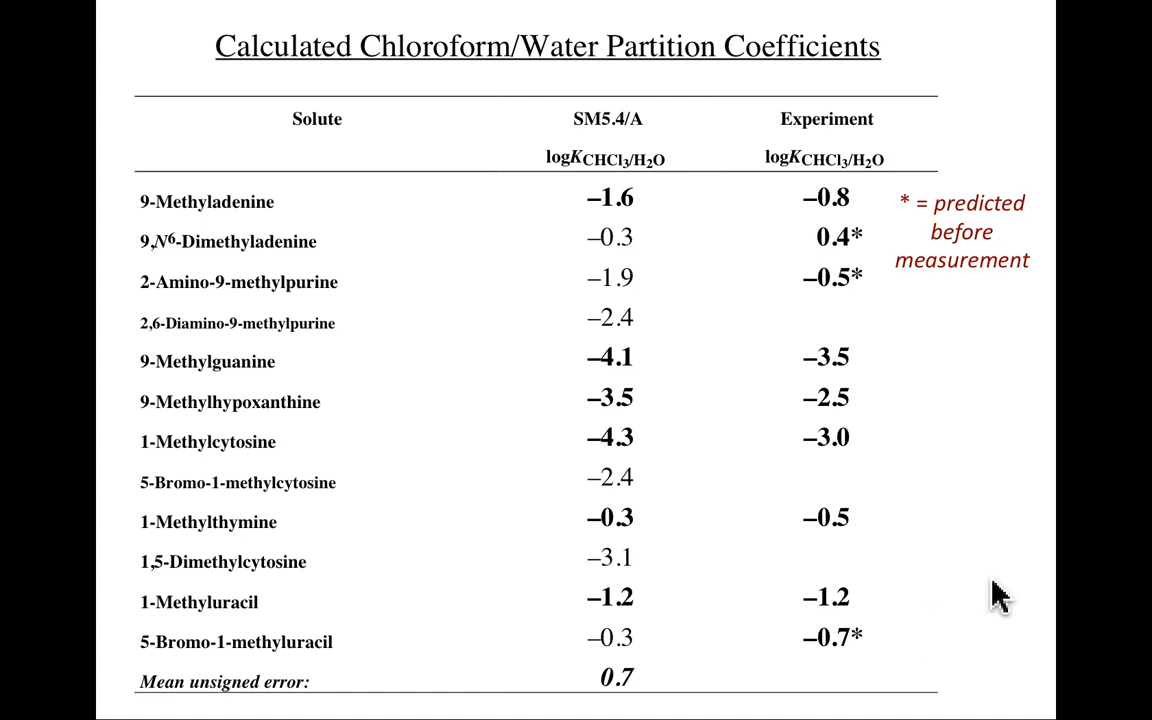 Calculated Chloroform/Water Partition Coefficients
Solute SM5.4/A Experiment
logKCHCl3/H2O logKCHCl3/H2O
9-Methyladenine –1.6 –0.8
9,N6-Dimethyladenine –0.3 0.4*
2-Amino-9-methylpurine –1.9 –0.5*
2,6-Diamino-9-methylpurine –2.4
9-Methylguanine –4.1 –3.5
9-Methylhypoxanthine –3.5 –2.5
1-Methylcytosine –4.3 –3.0
5-Bromo-1-methylcytosine –2.4
1-Methylthymine –0.3 –0.5
1,5-Dimethylcytosine –3.1
1-Methyluracil –1.2 –1.2
5-Bromo-1-methyluracil –0.3 –0.7*
Mean unsigned error: 0.7
* = predicted
before
measurement